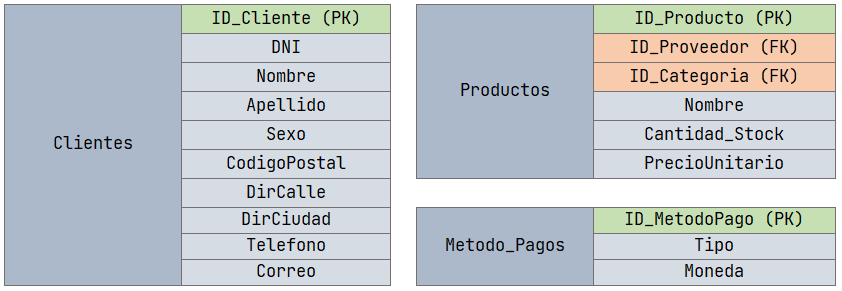 Clientes
ID_Cliente (PK)
DNI
Nombre
Apellido
Sexo
CodigoPostal
DirCalle
DirCiudad
Telefono
Correo
Productos
ID_Producto (PK)
ID_Proveedor (FK)
ID_Categoria (FK)
Nombre
Cantidad_Stock
PrecioUnitario
Metodo_Pagos
ID_MetodoPago (PK)
Tipo
Moneda